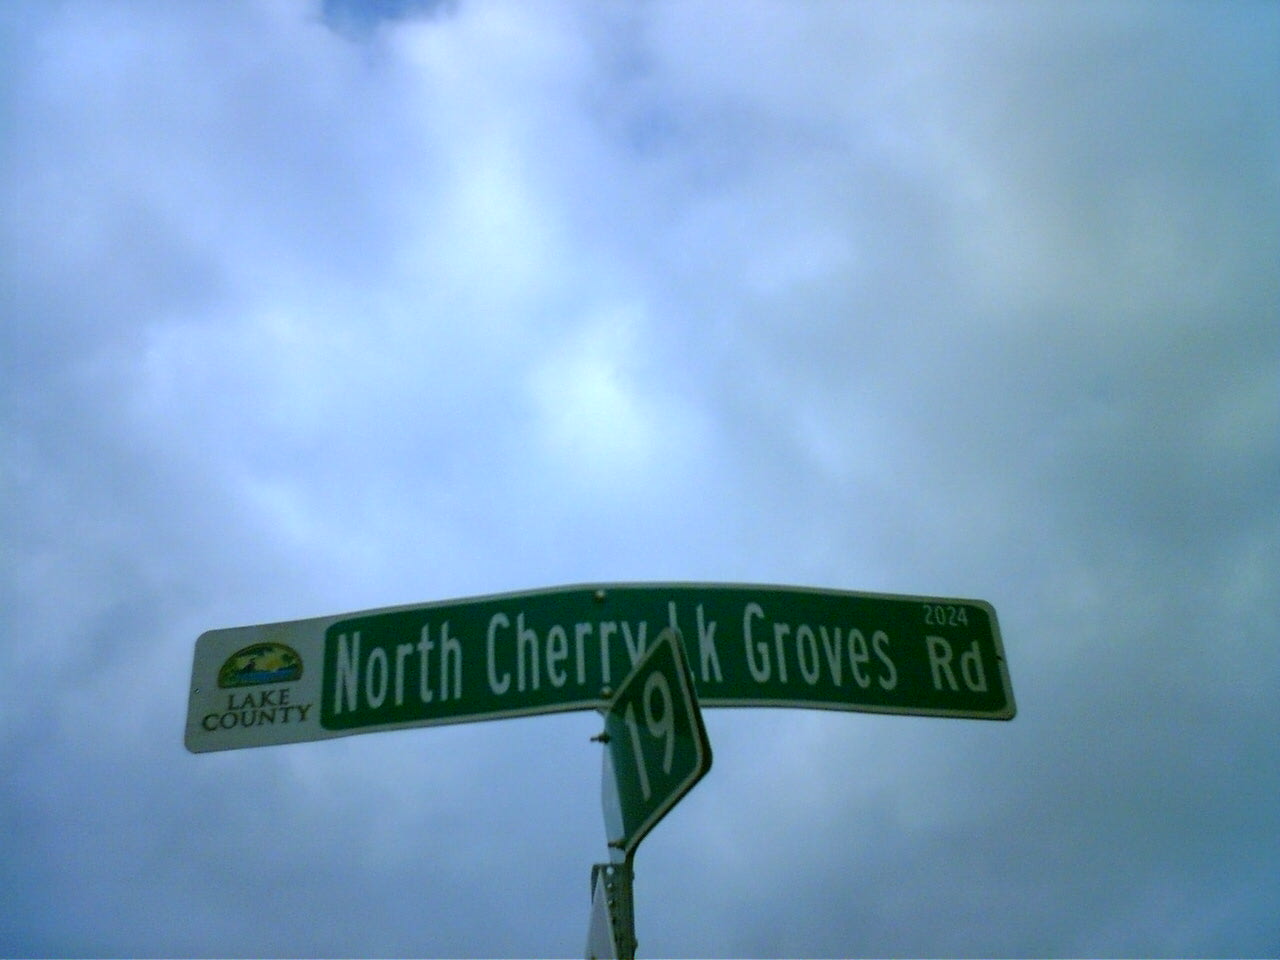 LAKE
COUNTY
North Cherry Lk Groves Rd
2024
19